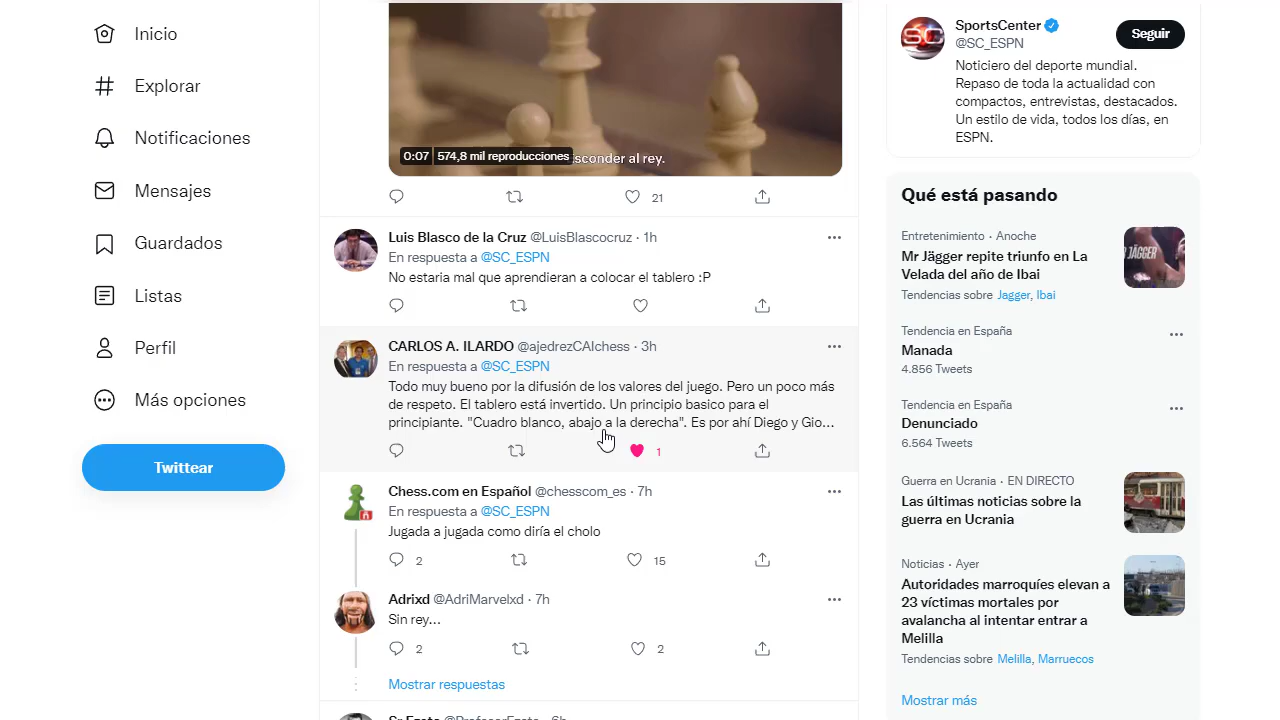 Inicio
Explorar
Notificaciones
Mensajes
Guardados
Listas
Perfil
Más opciones
Twittear
0:07 574,8 mil reproducciones
sconder al rey.
21
Luis Blasco de la Cruz @LuisBlascocruz · 1h
En respuesta a @SC_ESPN
No estaria mal que aprendieran a colocar el tablero :P
CARLOS A. ILARDO @ajedrezCAIchess · 3h
En respuesta a @SC_ESPN
Todo muy bueno por la difusión de los valores del juego. Pero un poco más
de respeto. El tablero está invertido. Un principio basico para el
principiante. "Cuadro blanco, abajo a la derecha". Es por ahí Diego y Gio...
1
Chess.com en Español @chesscom_es · 7h
En respuesta a @SC_ESPN
Jugada a jugada como diría el cholo
2 15
Adrixd @AdriMarvelxd · 7h
Sin rey...
2 2
Mostrar respuestas
SportsCenter
@SC_ESPN
Seguir
Noticiero del deporte mundial.
Repaso de toda la actualidad con
compactos, entrevistas, destacados.
Un estilo de vida, todos los días, en
ESPN.
Qué está pasando
Entretenimiento · Anoche
Mr Jägger repite triunfo en La
Velada del año de Ibai
Tendencias sobre Jagger, Ibai
Tendencia en España
Manada
4.856 Tweets
Tendencia en España
Denunciado
6.564 Tweets
Guerra en Ucrania · EN DIRECTO
Las últimas noticias sobre la
guerra en Ucrania
Noticias · Ayer
Autoridades marroquíes elevan a
23 víctimas mortales por
avalancha al intentar entrar a
Melilla
Tendencias sobre Melilla, Marruecos
Mostrar más